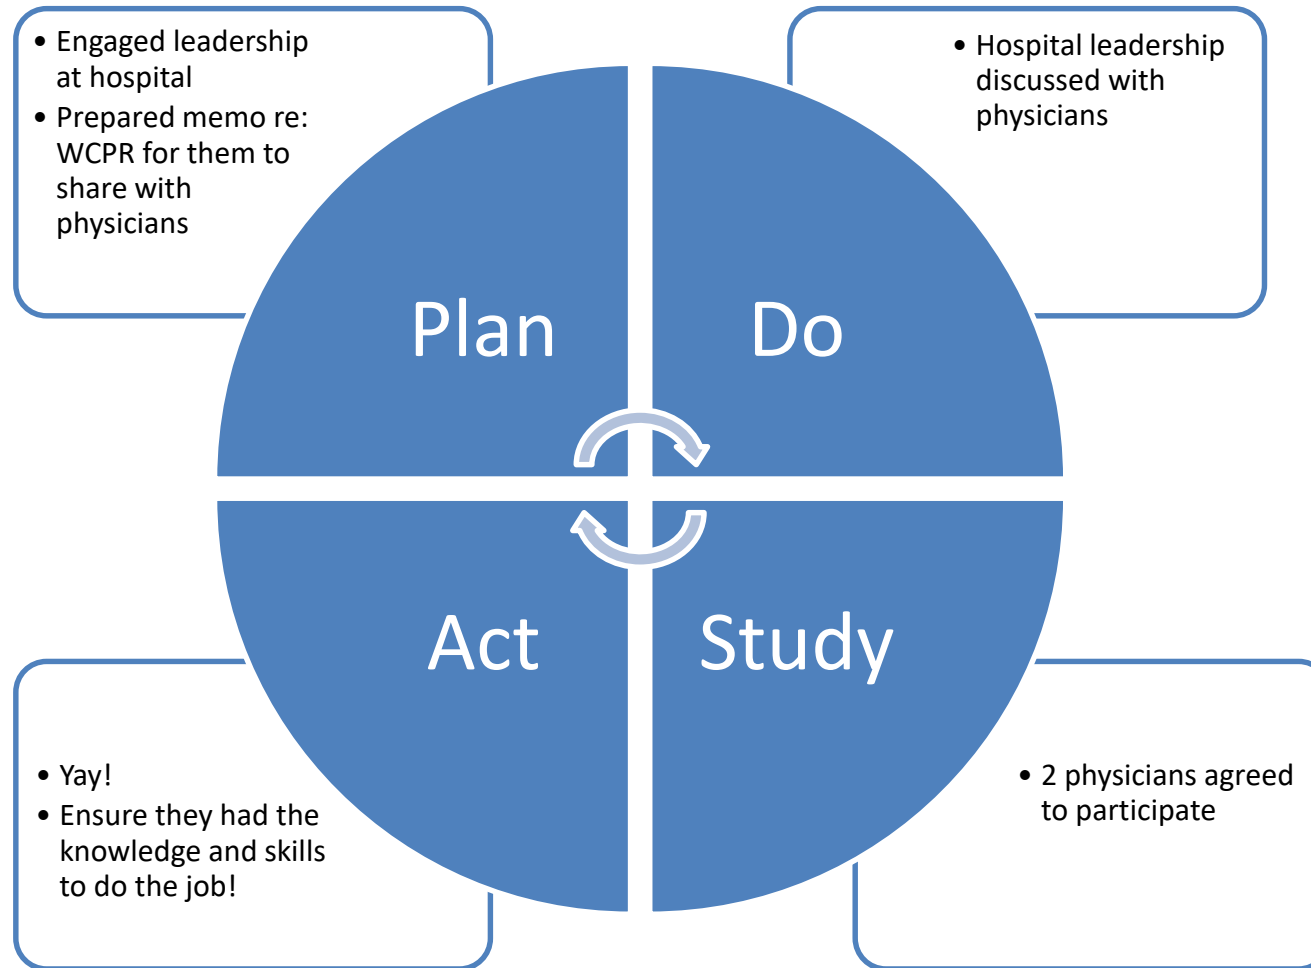 • Engaged leadership
at hospital
• Prepared memo re:
WCPR for them to
share with
physicians
• Hospital leadership
discussed with
physicians
Plan
Do
Act
Study
• Yay!
• Ensure they had the
knowledge and skills
to do the job!
• 2 physicians agreed
to participate